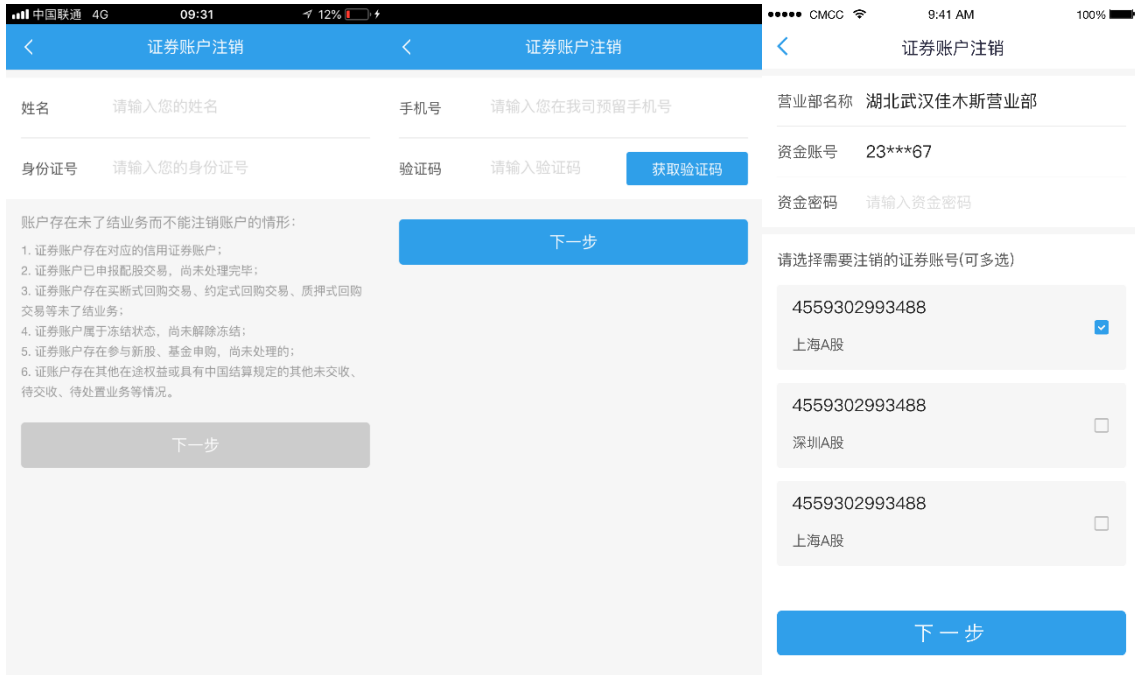 中国联通 4G 09:31 12%
证券账户注销
姓名 请输入您的姓名
身份证号 请输入您的身份证号
账户存在未了结业务而不能注销账户的情形：
1. 证券账户存在对应的信用证券账户；
2. 证券账户已申报配股交易，尚未处理完毕；
3. 证券账户存在买断式回购交易、约定式回购交易、质押式回购
交易等未了结业务；
4. 证券账户属于冻结状态，尚未解除冻结；
5. 证券账户存在参与新股、基金申购，尚未处理的；
6. 证账户存在其他在途权益或具有中国结算规定的其他未交收、
待交收、待处置业务等情况。
下一步
证券账户注销
手机号 请输入您在我司预留手机号
验证码 请输入验证码 获取验证码
下一步
CMCC 9:41 AM 100%
证券账户注销
营业部名称 湖北武汉佳木斯营业部
资金账号 23***67
资金密码 请输入资金密码
请选择需要注销的证券账号(可多选)
4559302993488
上海A股
4559302993488
深圳A股
4559302993488
上海A股
下一步